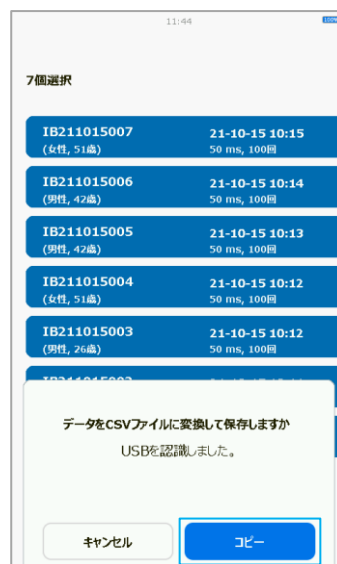 11:44
100%
7個選択
IB211015007 21-10-15 10:15
(女性, 51歳) 50 ms, 100回
IB211015006 21-10-15 10:14
(男性, 42歳) 50 ms, 100回
IB211015005 21-10-15 10:13
(男性, 42歳) 50 ms, 100回
IB211015004 21-10-15 10:12
(女性, 51歳) 50 ms, 100回
IB211015003 21-10-15 10:12
(男性, 26歳) 50 ms, 100回
データをCSVファイルに変換して保存しますか
USBを認識しました。
キャンセル コピー